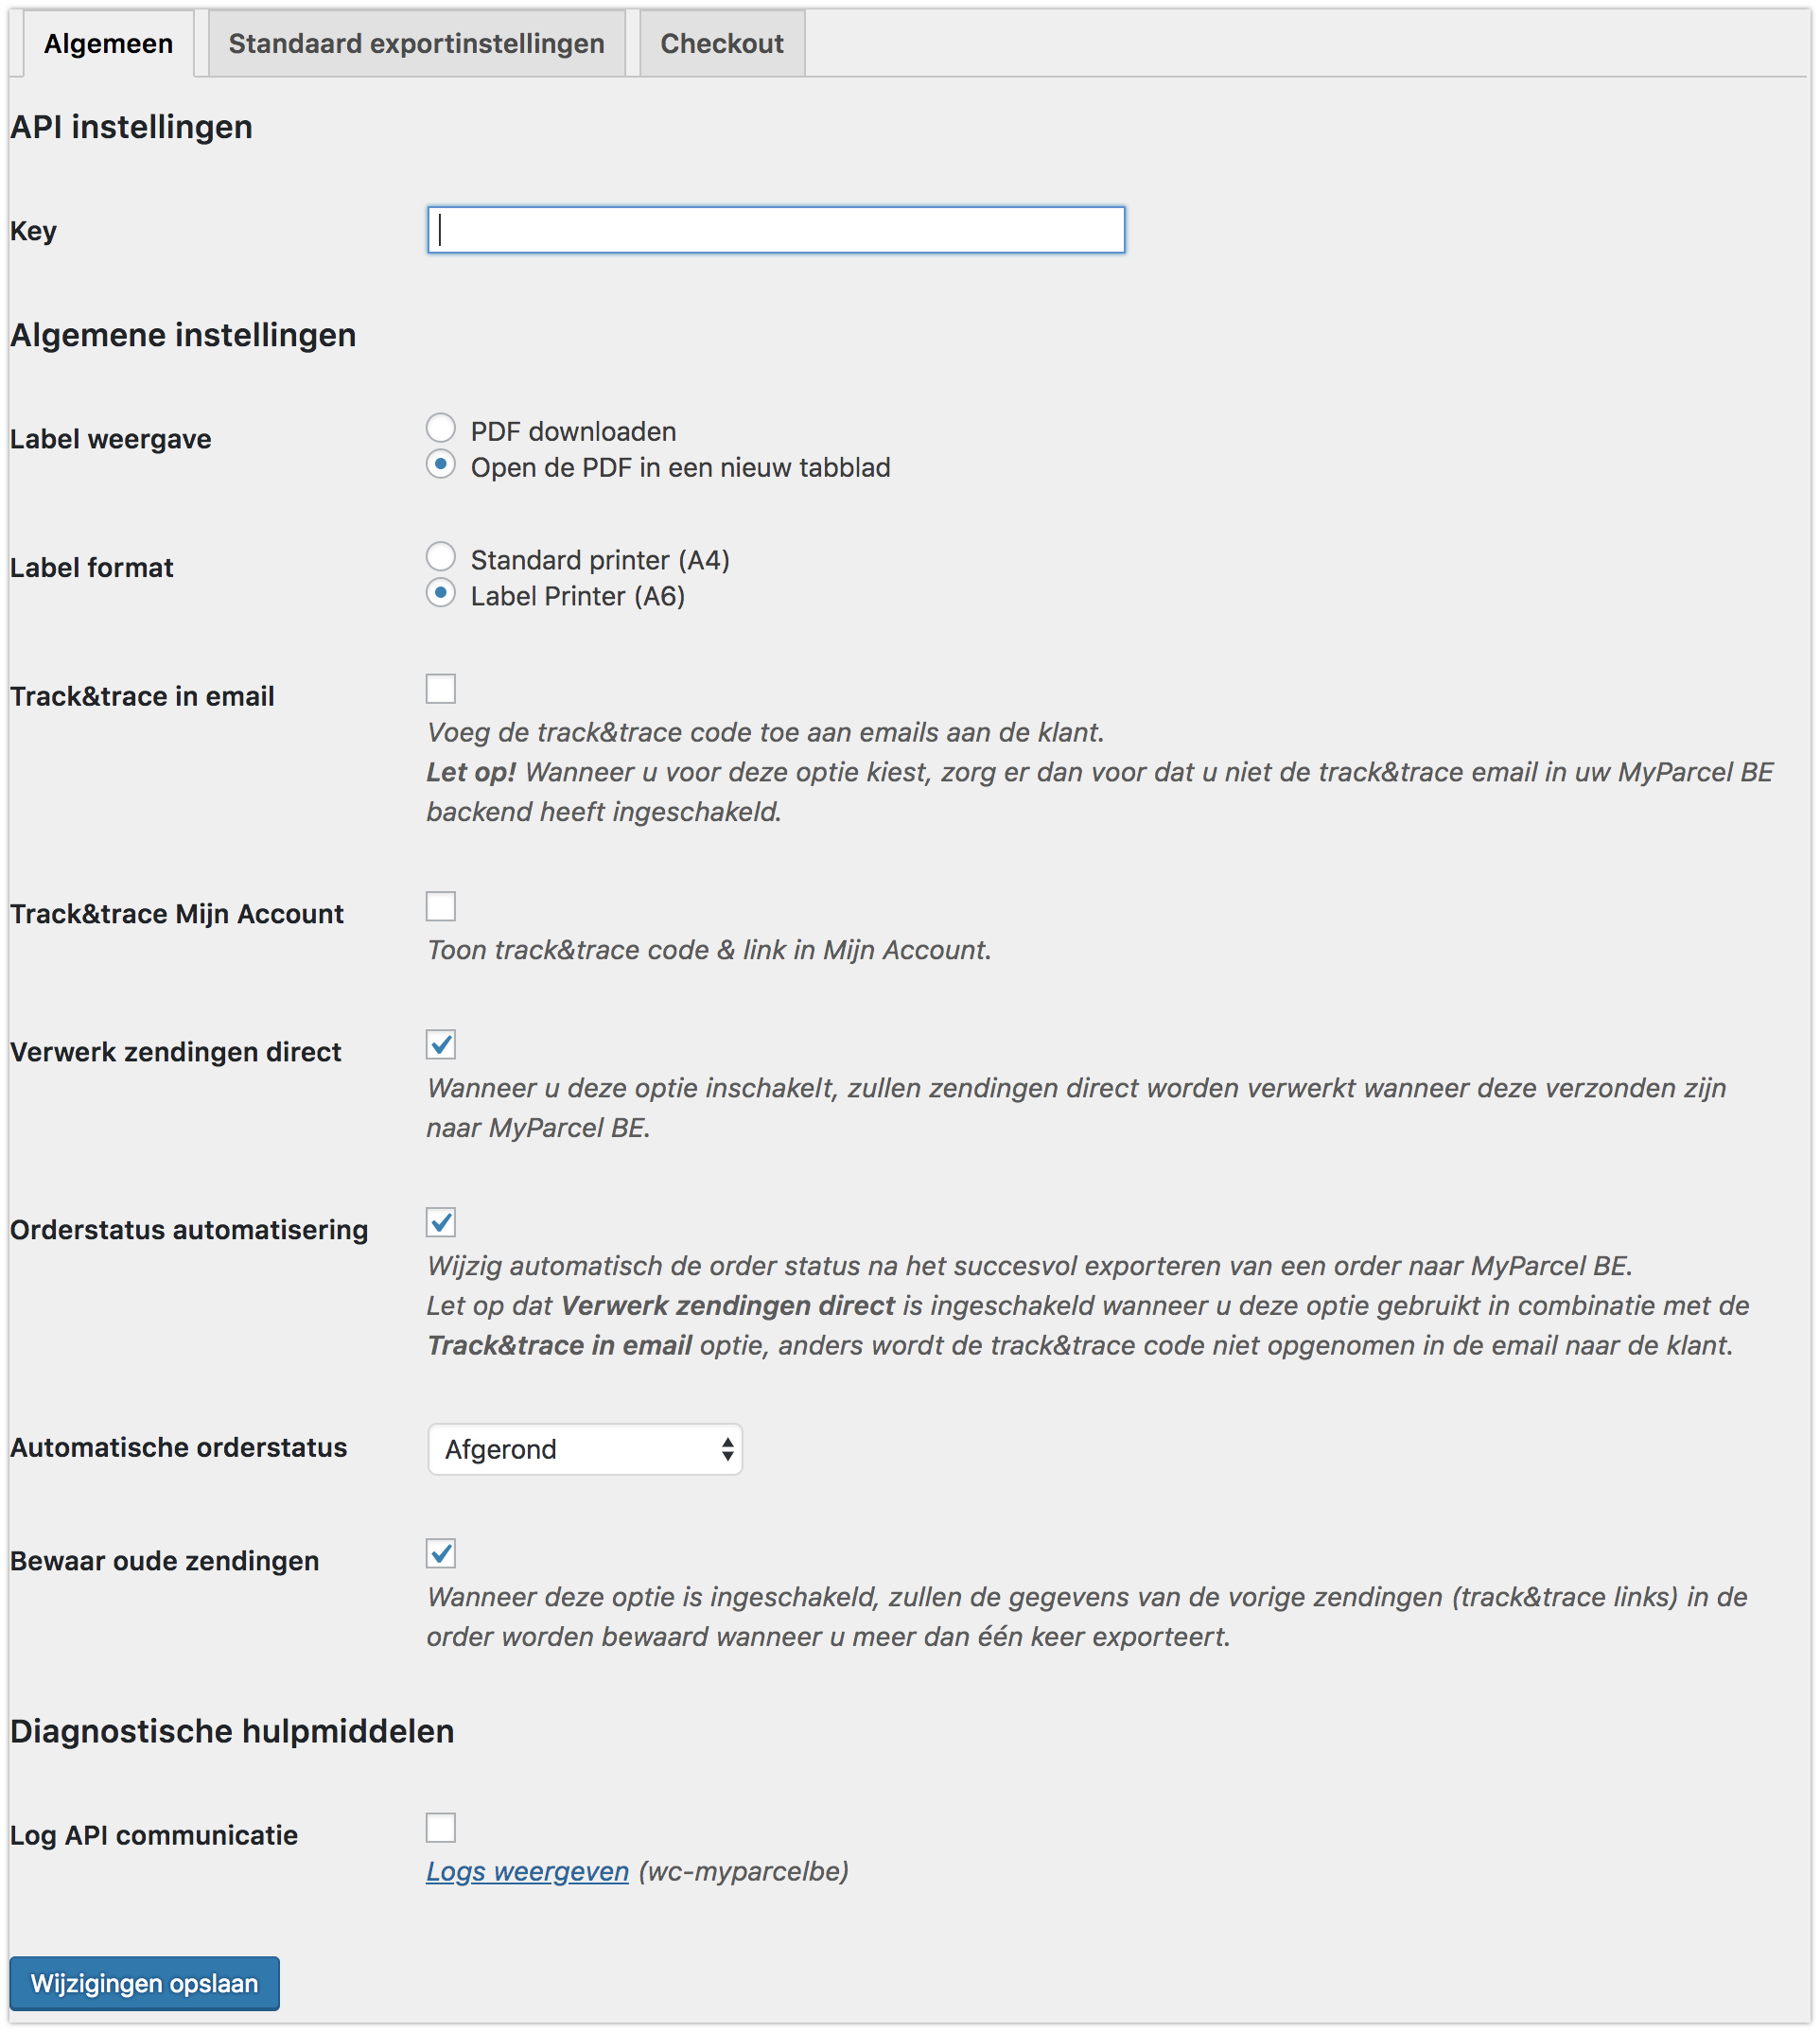 Algemeen
Standaard exportinstellingen
Checkout
API instellingen
Key
Algemene instellingen
Label weergave
PDF downloaden
Open de PDF in een nieuw tabblad
Label format
Standard printer (A4)
Label Printer (A6)
Track&trace in email
Voeg de track&trace code toe aan emails aan de klant.
Let op! Wanneer u voor deze optie kiest, zorg er dan voor dat u niet de track&trace email in uw MyParcel BE
backend heeft ingeschakeld.
Track&trace Mijn Account
Toon track&trace code & link in Mijn Account.
Verwerk zendingen direct
Wanneer u deze optie inschakelt, zullen zendingen direct worden verwerkt wanneer deze verzonden zijn
naar MyParcel BE.
Orderstatus automatisering
Wijzig automatisch de order status na het succesvol exporteren van een order naar MyParcel BE.
Let op dat Verwerk zendingen direct is ingeschakeld wanneer u deze optie gebruikt in combinatie met de
Track&trace in email optie, anders wordt de track&trace code niet opgenomen in de email naar de klant.
Automatische orderstatus
Afgerond
Bewaar oude zendingen
Wanneer deze optie is ingeschakeld, zullen de gegevens van de vorige zendingen (track&trace links) in de
order worden bewaard wanneer u meer dan één keer exporteert.
Diagnostische hulpmiddelen
Log API communicatie
Logs weergeven (wc-myparcelbe)
Wijzigingen opslaan